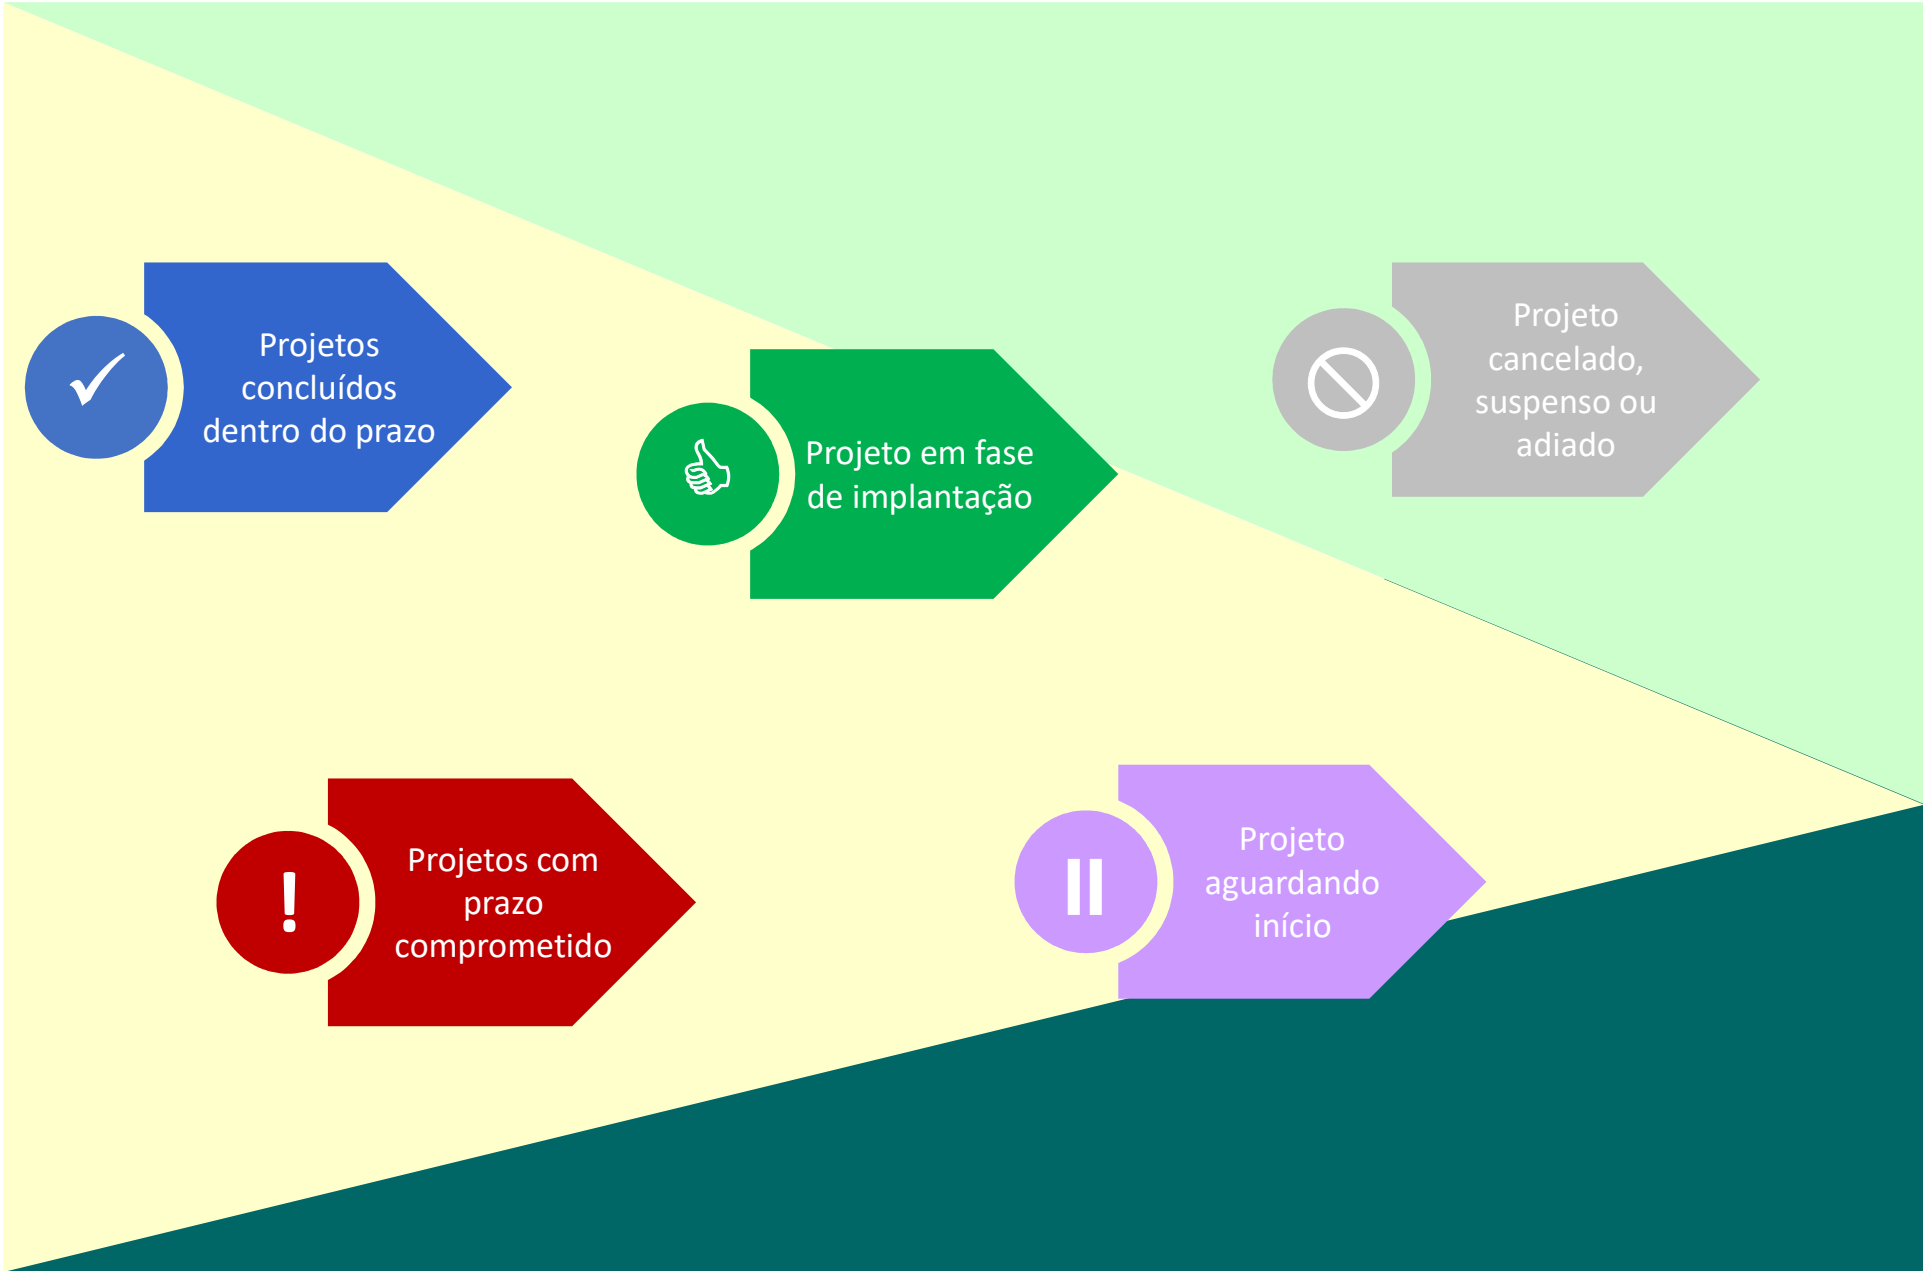 Projetos
concluídos
dentro do prazo
Projeto em fase
de implantação
Projeto
cancelado,
suspenso ou
adiado
!
Projetos com
prazo
comprometido
Projeto
aguardando
início